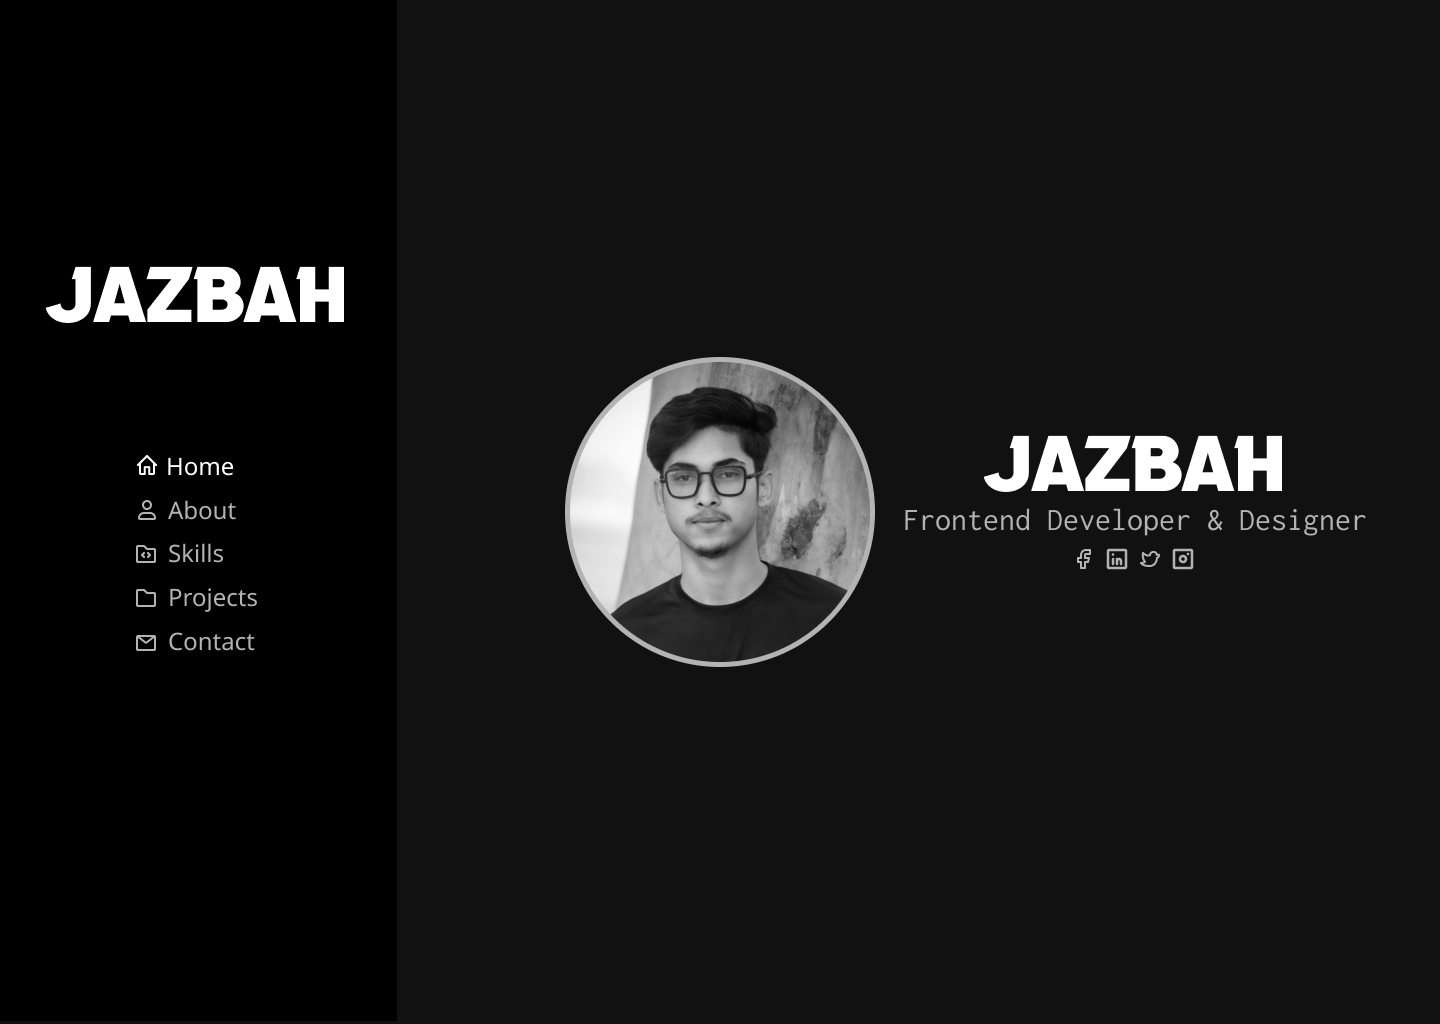 JAZBAH
Home
About
Skills
Projects
Contact
JAZBAH
Frontend Developer & Designer